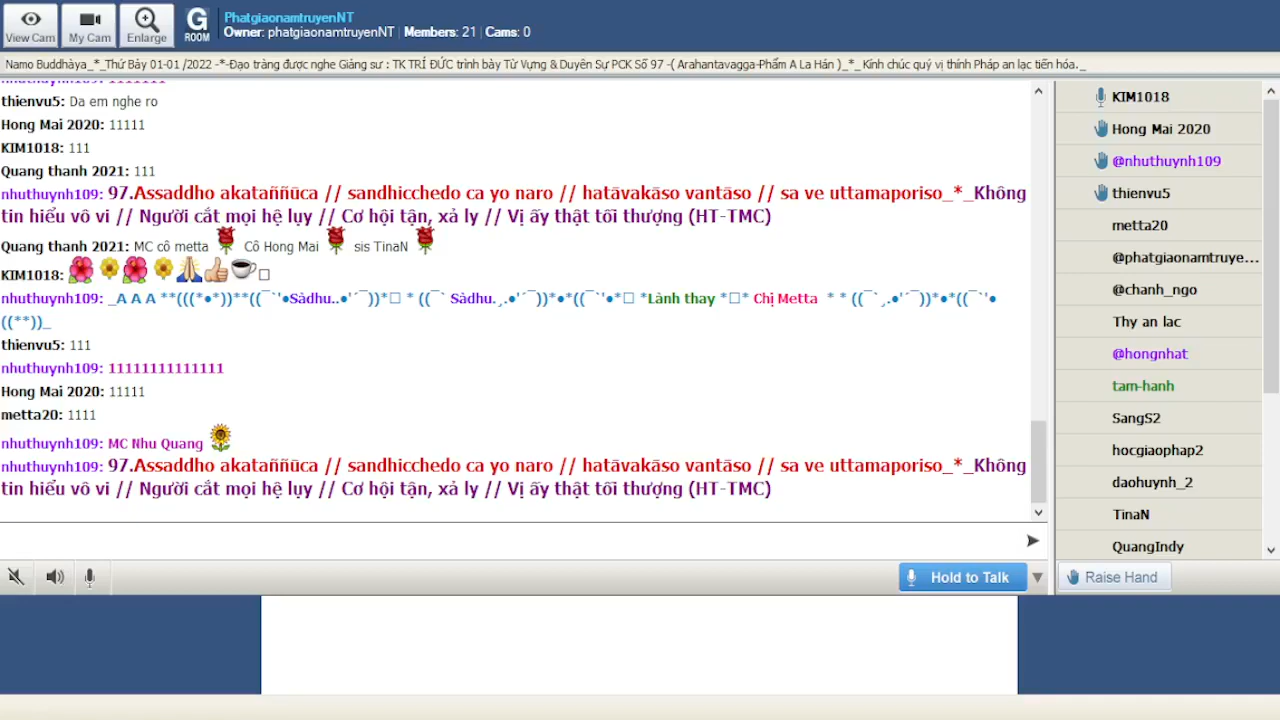 View Cam
My Cam
Enlarge
G
ROOM
PhatgiaonamtruyenNT
Owner: phatgiaonamtruyenNT | Members: 21 | Cams: 0
Namo Buddhàya_*_Thứ Bảy 01-01 /2022 -*-Đạo tràng được nghe Giảng sư : TK TRÍ ĐỨC trình bày Từ Vựng & Duyên Sự PCK Số 97 -( Arahantavagga-Phẩm A La Hán )_*_ Kính chúc quý vị thính Pháp an lạc tiến hóa._
thienvu5: Da em nghe ro
Hong Mai 2020: 11111
KIM1018: 111
Quang thanh 2021: 111
nhuthuynh109: 97.Assaddho akataññūca // sandhicchedo ca yo naro // hatāvakāso vantāso // sa ve uttamaporiso_*_Không
tin hiểu vô vi // Người cắt mọi hệ lụy // Cơ hội tận, xả ly // Vị ấy thật tối thượng (HT-TMC)
Quang thanh 2021: MC cô metta Cô Hong Mai sis TinaN
KIM1018:
nhuthuynh109: _A A A **(((*•*))**((¯`'•Sàdhu..•'´¯))*□ * ((¯` Sàdhu.¸.•'´¯))*•*((¯`'•*□ *Lành thay *□* Chị Metta * * ((¯`¸.•'´¯))*•*((¯`'•
((**))_
thienvu5: 111
nhuthuynh109: 11111111111111
Hong Mai 2020: 11111
metta20: 1111
nhuthuynh109: MC Nhu Quang
nhuthuynh109: 97.Assaddho akataññūca // sandhicchedo ca yo naro // hatāvakāso vantāso // sa ve uttamaporiso_*_Không
tin hiểu vô vi // Người cắt mọi hệ lụy // Cơ hội tận, xả ly // Vị ấy thật tối thượng (HT-TMC)
Hold to Talk
KIM1018
Hong Mai 2020
@nhuthuynh109
thienvu5
metta20
@phatgiaonamtruye...
@chanh_ngo
Thy an lac
@hongnhat
tam-hanh
SangS2
hocgiaophap2
daohuynh_2
TinaN
QuangIndy
Raise Hand